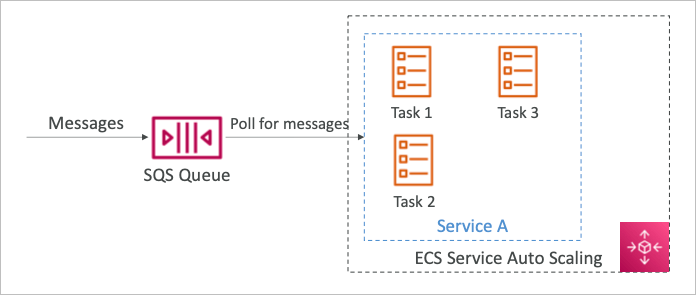 Messages
SQS Queue
Poll for messages
Task 1
Task 3
Task 2
Service A
ECS Service Auto Scaling